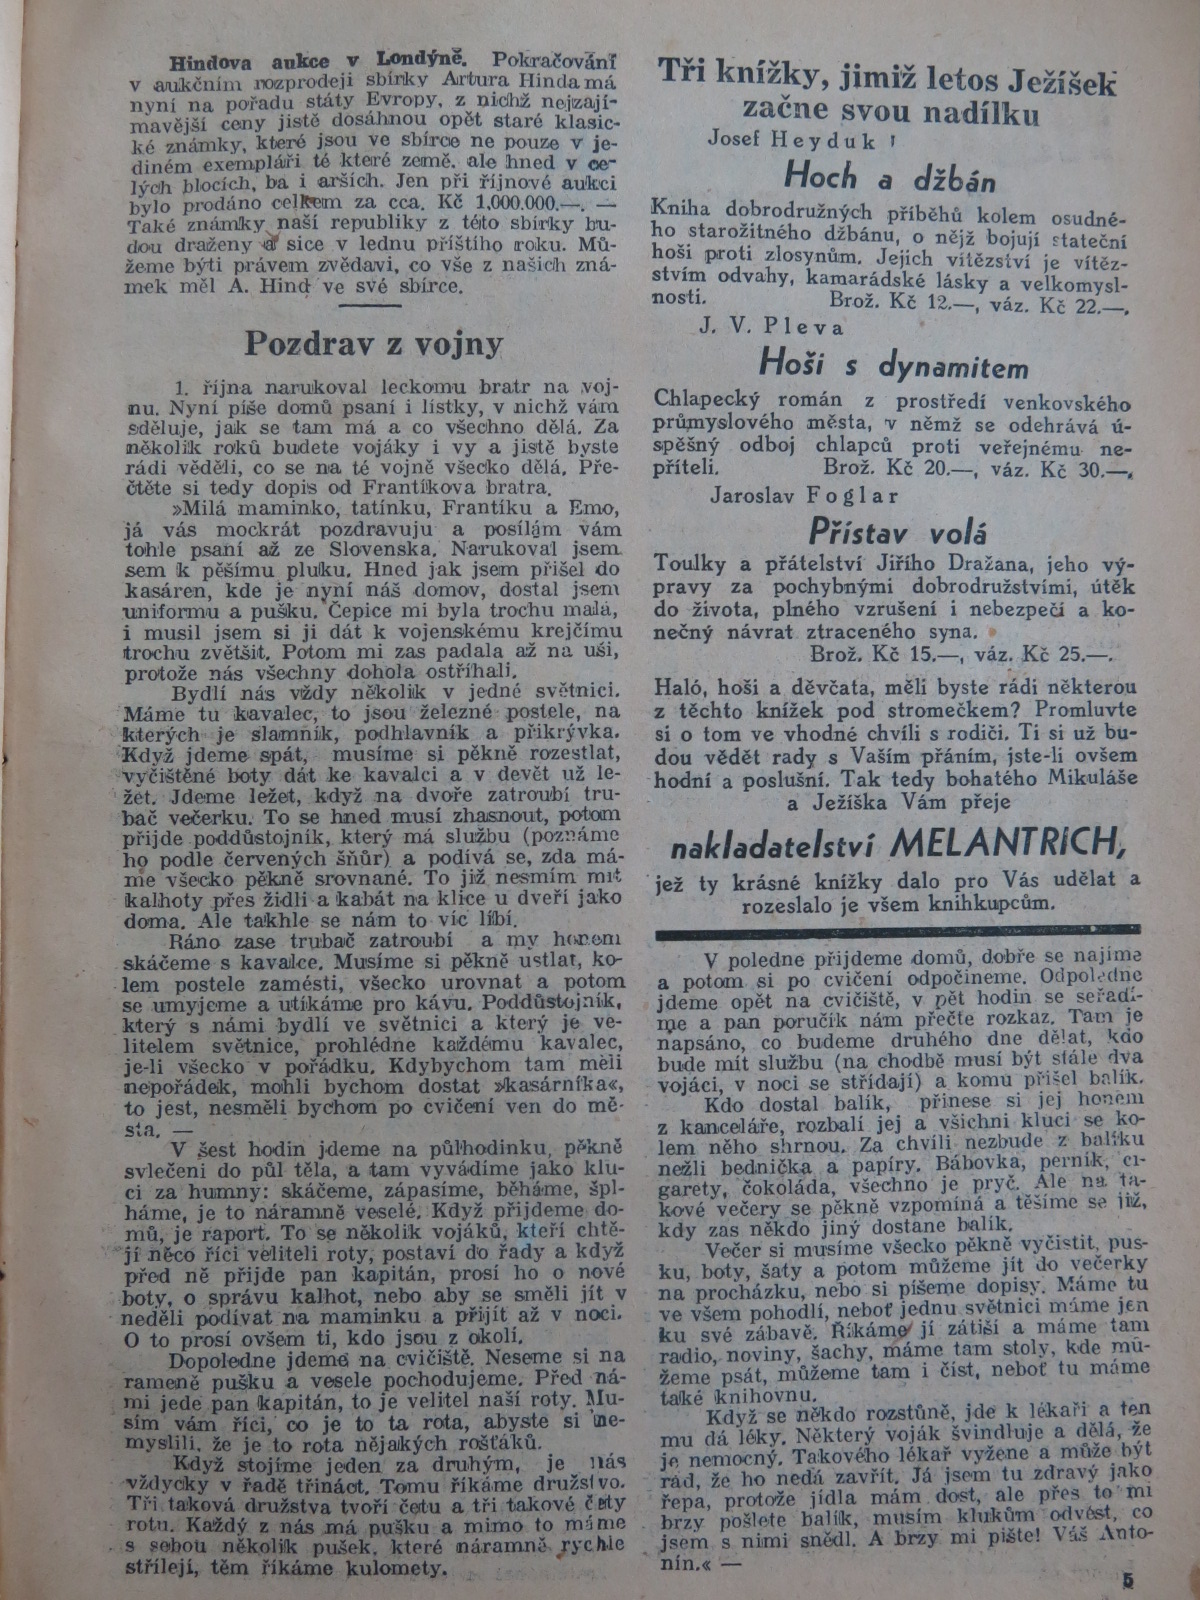 Hindova aukce v Londýně. Pokračování
v aukčním rozprodeji sbírky Artura Hinda má
nyní na pořadu státy Evropy, z nichž nejzají-
mavější ceny jistě dosáhnou opět staré klasic-
ké známky, které jsou ve sbírce ne pouze v je-
diném exempláři té které země, ale hned v ce-
lých blocích, ba i arších. Jen při říjnové aukci
bylo prodáno celkem za cca. Kč 1,000.000.—. —
Také známky naší republiky z této sbírky bu-
dou draženy a sice v lednu příštího roku. Mů-
žeme býti právem zvědavi, co vše z našich zná-
mek měl A. Hind ve své sbírce.
Pozdrav z vojny
1. října narukoval leckomu bratr na voj-
nu. Nyní píše domů psaní i lístky, v nichž vám
sděluje, jak se tam má a co všechno dělá. Za
několik roků budete vojáky i vy a jistě byste
rádi věděli, co se na té vojně všecko dělá. Pře-
čtěte si tedy dopis od Frantíkova bratra.
»Milá maminko, tatínku, Frantíku a Emo,
já vás mockrát pozdravuju a posílám vám
tohle psaní až ze Slovenska. Narukoval jsem
sem k pěšímu pluku. Hned jak jsem přišel do
kasáren, kde je nyní náš domov, dostal jsem
uniformu a pušku. Čepice mi byla trochu malá,
i musil jsem si ji dát k vojenskému krejčímu
trochu zvětšit. Potom mi zas padala až na uši,
protože nás všechny dohola ostříhali.
Bydlí nás vždy několik v jedné světnici.
Máme tu kavalec, to jsou železné postele, na
kterých je slamník, podhlavník a přikrývka.
Když jdeme spát, musíme si pěkně rozestlat,
vyčištěné boty dát ke kavalci a v devět už le-
žet. Jdeme ležet, když na dvoře zatroubí tru-
bač večerku. To se hned musí zhasnout, potom
přijde poddůstojník, který má službu (poznáme
ho podle červených šňůr) a podívá se, zda má-
me všecko pěkně srovnané. To již nesmím mít
kalhoty přes židli a kabát na klice u dveří jako
doma. Ale takhle se nám to víc líbí.
Ráno zase trubač zatroubí a my honem
skáčeme s kavalce. Musíme si pěkně ustlat, ko-
lem postele zamésti, všecko urovnat a potom
se umyjeme a utíkáme pro kávu. Poddůstojník,
který s námi bydlí ve světnici a který je ve-
litelem světnice, prohlédne každému kavalec,
je-li všecko v pořádku. Kdybychom tam měli
nepořádek, mohli bychom dostat »kasárníka«,
to jest, nesměli bychom po cvičení ven do mě-
sta. —
V šest hodin jdeme na půlhodinku, pěkně
svlečeni do půl těla, a tam vyvádíme jako klu-
ci za humny: skáčeme, zápasíme, běháme, špl-
háme, je to náramně veselé. Když přijdeme do-
mů, je raport. To se několik vojáků, kteří chtě-
jí něco říci veliteli roty, postaví do řady a když
před ně přijde pan kapitán, prosí ho o nové
boty, o správu kalhot, nebo aby se směli jít v
neděli podívat na maminku a přijít až v noci.
O to prosí ovšem ti, kdo jsou z okolí.
Dopoledne jdeme na cvičiště. Neseme si na
rameně pušku a vesele pochodujeme. Před ná-
mi jede pan kapitán, to je velitel naší roty. Mu-
sím vám říci, co je to ta rota, abyste si ne-
myslili, že je to rota nějakých rošťáků.
Když stojíme jeden za druhým, je nás
vždycky v řadě třináct. Tomu říkáme družstvo.
Tři taková družstva tvoří četu a tři takové čety
rotu. Každý z nás má pušku a mimo to máme
s sebou několik pušek, které náramně rychle
střílejí, těm říkáme kulomety.
Tři knížky, jimiž letos Ježíšek
začne svou nadílku
Josef Heyduk
Hoch a džbán
Kniha dobrodružných příběhů kolem osudné-
ho starožitného džbánu, o nějž bojují stateční
hoši proti zlosynům. Jejich vítězství je vítěz-
stvím odvahy, kamarádské lásky a velkomysl-
nosti. Brož. Kč 12.—, váz. Kč 22.—.
J. V. Pleva
Hoši s dynamitem
Chlapecký román z prostředí venkovského
průmyslového města, v němž se odehrává ú-
spěšný odboj chlapců proti veřejnému ne-
příteli. Brož. Kč 20.—, váz. Kč 30.—.
Jaroslav Foglar
Přístav volá
Toulky a přátelství Jiřího Dražana, jeho vý-
pravy za pochybnými dobrodružstvími, útěk
do života, plného vzrušení i nebezpečí a ko-
nečný návrat ztraceného syna.
Brož. Kč 15.—, váz. Kč 25.—.
Haló, hoši a děvčata, měli byste rádi některou
z těchto knížek pod stromečkem? Promluvte
si o tom ve vhodné chvíli s rodiči. Ti si už bu-
dou vědět rady s Vaším přáním, jste-li ovšem
hodní a poslušní. Tak tedy bohatého Mikuláše
a Ježíška Vám přeje
nakladatelství MELANTRICH,
jež ty krásné knížky dalo pro Vás udělat a
rozeslalo je všem knihkupcům.
V poledne přijdeme domů, dobře se najíme
a potom si po cvičení odpočineme. Odpoledne
jdeme opět na cvičiště, v pět hodin se seřadí-
me a pan poručík nám přečte rozkaz. Tam je
napsáno, co budeme druhého dne dělat, kdo
bude mít službu (na chodbě musí být stále dva
vojáci, v noci se střídají) a komu přišel balík.
Kdo dostal balík, přinese si jej honem
z kanceláře, rozbalí jej a všichni kluci se ko-
lem něho shrnou. Za chvíli nezbude z balíku
nežli bednička a papíry. Bábovka, perník, ci-
garety, čokoláda, všechno je pryč. Ale na ta-
kové večery se pěkně vzpomíná a těšíme se již,
kdy zas někdo jiný dostane balík.
Večer si musíme všecko pěkně vyčistit, puš-
ku, boty, šaty a potom můžeme jít do večerky
na procházku, nebo si píšeme dopisy. Máme tu
ve všem pohodlí, neboť jednu světnici máme jen
ku své zábavě. Říkáme jí zátiší a máme tam
radio, noviny, šachy, máme tam stoly, kde mů-
žeme psát, můžeme tam i číst, neboť tu máme
také knihovnu.
Když se někdo rozstůně, jde k lékaři a ten
mu dá léky. Některý voják švindluje a dělá, že
je nemocný. Takového lékař vyžene a může být
rád, že ho nedá zavřít. Já jsem tu zdravý jako
řepa, protože jídla mám dost, ale přes to mi
brzy pošlete balík, musím klukům odvést, co
jsem s nimi snědl. A brzy mi pište! Váš Anto-
nín.« —
5